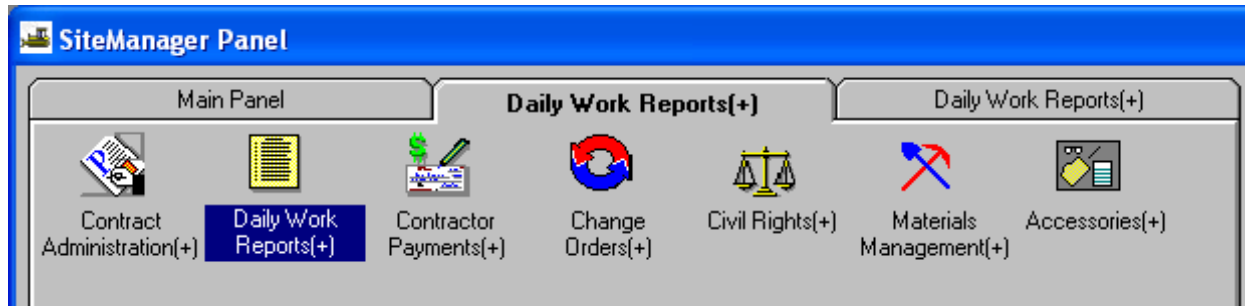 SiteManager Panel
Main Panel
Daily Work Reports(+)
Daily Work Reports(+)
Contract
Administration(+)
Daily Work
Reports(+)
Contractor
Payments(+)
Change
Orders(+)
Civil Rights(+)
Materials
Management(+)
Accessories(+)